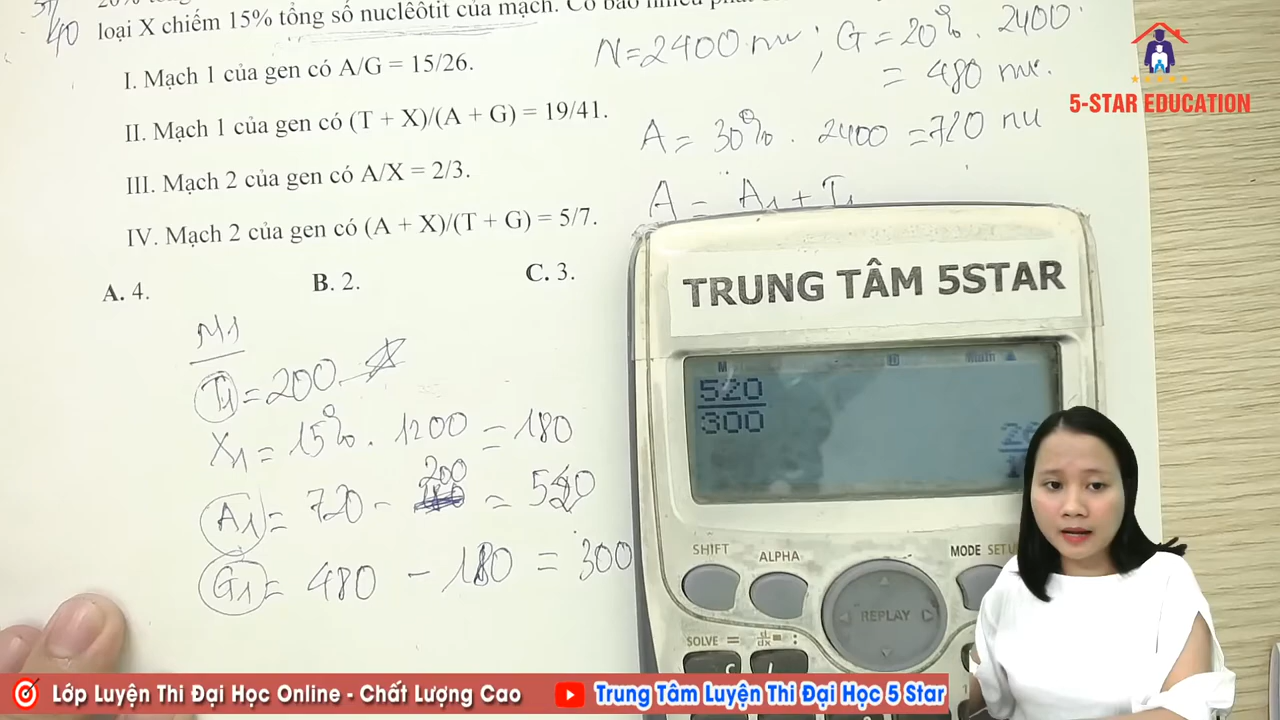 loại X chiếm 15% tổng số nuclêôtit của mạch. Có bao nhiêu
40
I. Mạch 1 của gen có A/G = 15/26.
II. Mạch 1 của gen có (T + X)/(A + G) = 19/41.
III. Mạch 2 của gen có A/X = 2/3.
IV. Mạch 2 của gen có (A + X)/(T + G) = 5/7.
A. 4.
B. 2.
C. 3.
N=2400 nu ; G = 20% . 2400
= 480 nu.
A = 30% . 2400 = 720 nu
A = A1 + T1
M1
T1 = 200
X1 = 15% . 1200 = 180
A1 = 720 - 200 = 520
G1 = 480 - 180 = 300
5-STAR EDUCATION
TRUNG TÂM 5STAR
M
Math
520
300
26
SHIFT
ALPHA
MODE
REPLAY
SOLVE =
Lớp Luyện Thi Đại Học Online - Chất Lượng Cao
Trung Tâm Luyện Thi Đại Học 5 Star